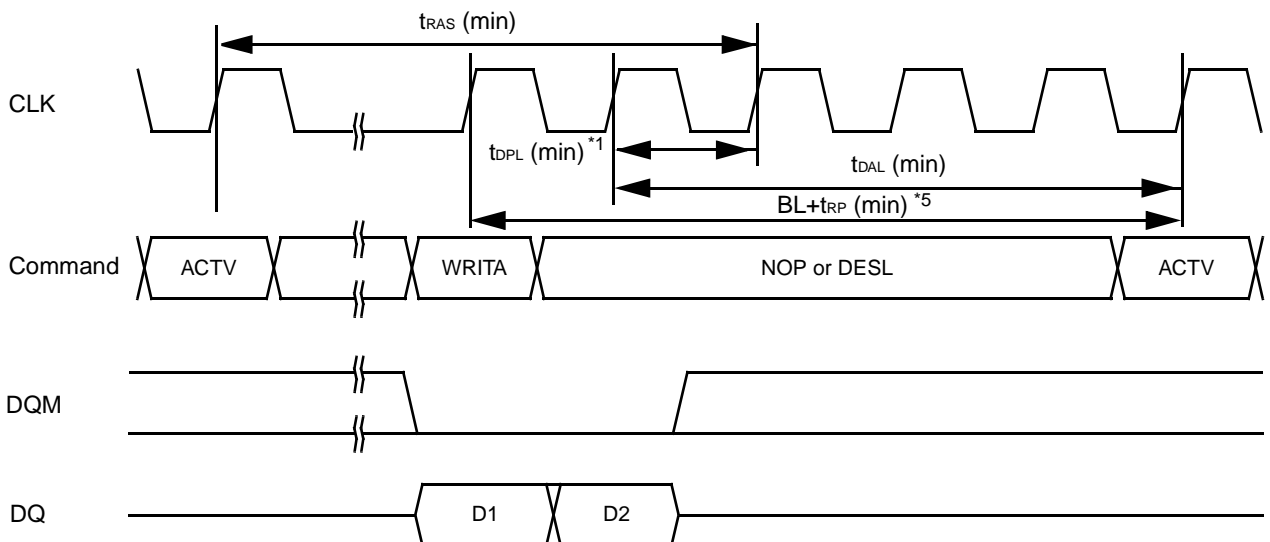 tRAS (min)
CLK
tDPL (min) *1
tDAL (min)
BL+tRP (min) *5
Command ACTV WRITA NOP or DESL ACTV
DQM
DQ D1 D2